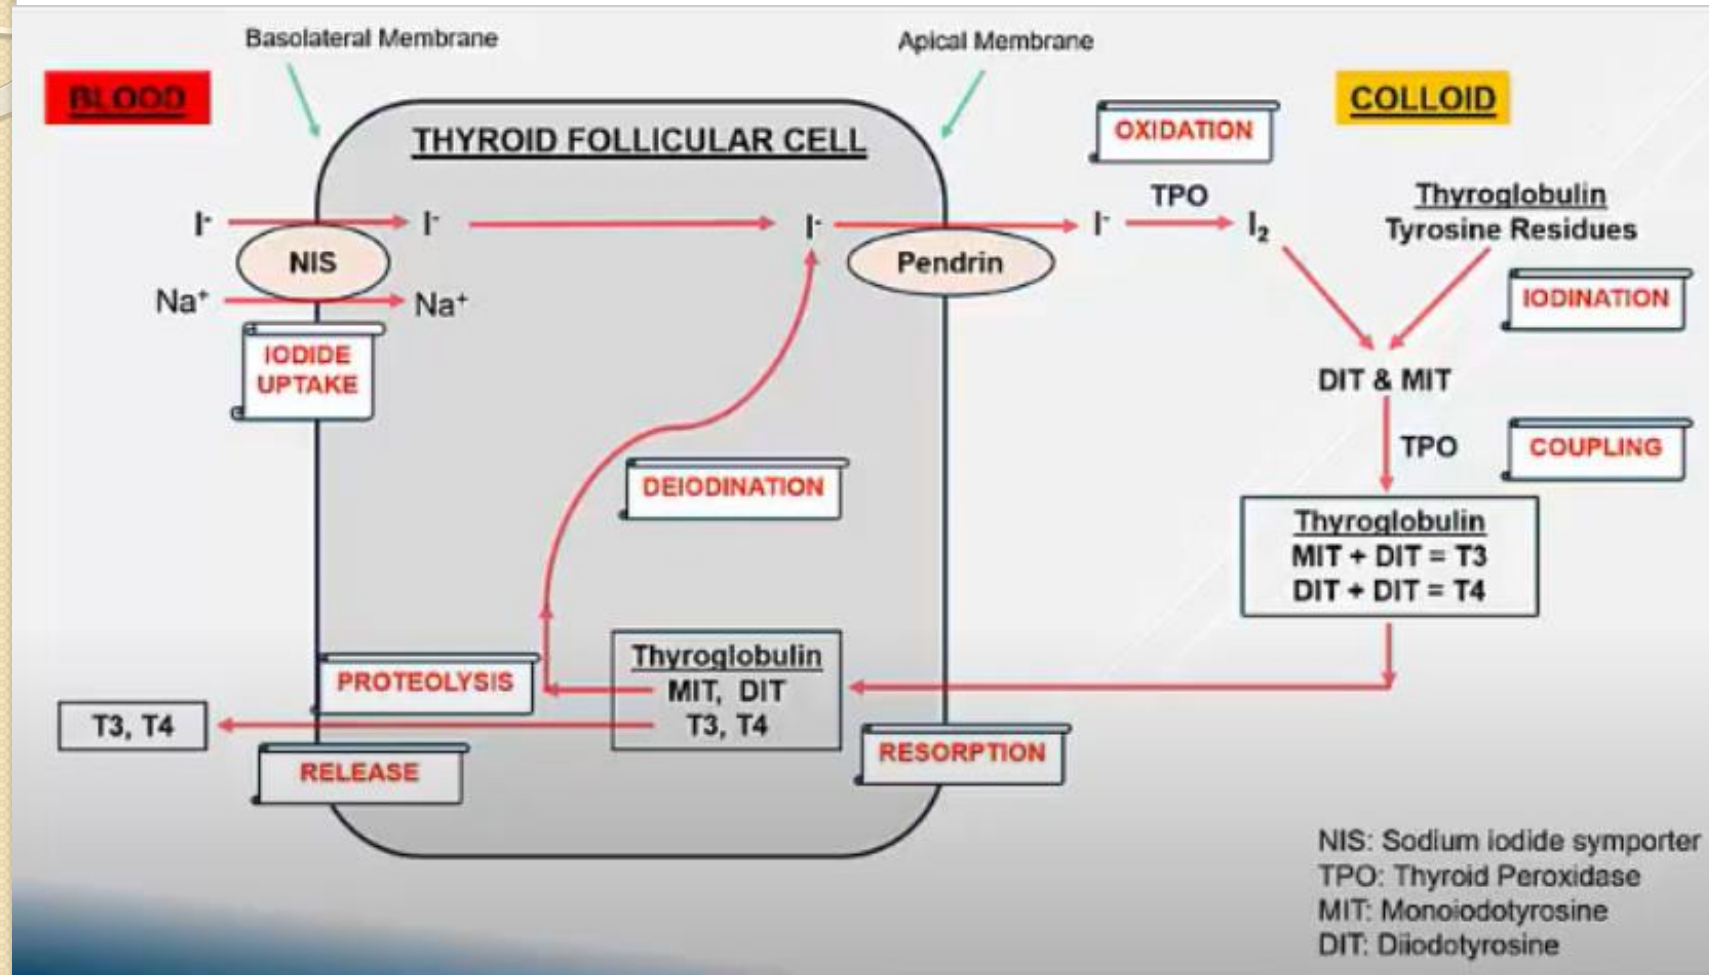 Basolateral Membrane
Apical Membrane
BLOOD
COLLOID
THYROID FOLLICULAR CELL
OXIDATION
TPO
I⁻
I⁻
I⁻
I⁻
I₂
Thyroglobulin
Tyrosine Residues
NIS
Pendrin
Na⁺
Na⁺
IODINATION
IODIDE
UPTAKE
DIT & MIT
TPO
COUPLING
DEIODINATION
Thyroglobulin
MIT + DIT = T3
DIT + DIT = T4
PROTEOLYSIS
Thyroglobulin
MIT, DIT
T3, T4
T3, T4
RELEASE
RESORPTION
NIS: Sodium iodide symporter
TPO: Thyroid Peroxidase
MIT: Monoiodotyrosine
DIT: Diiodotyrosine